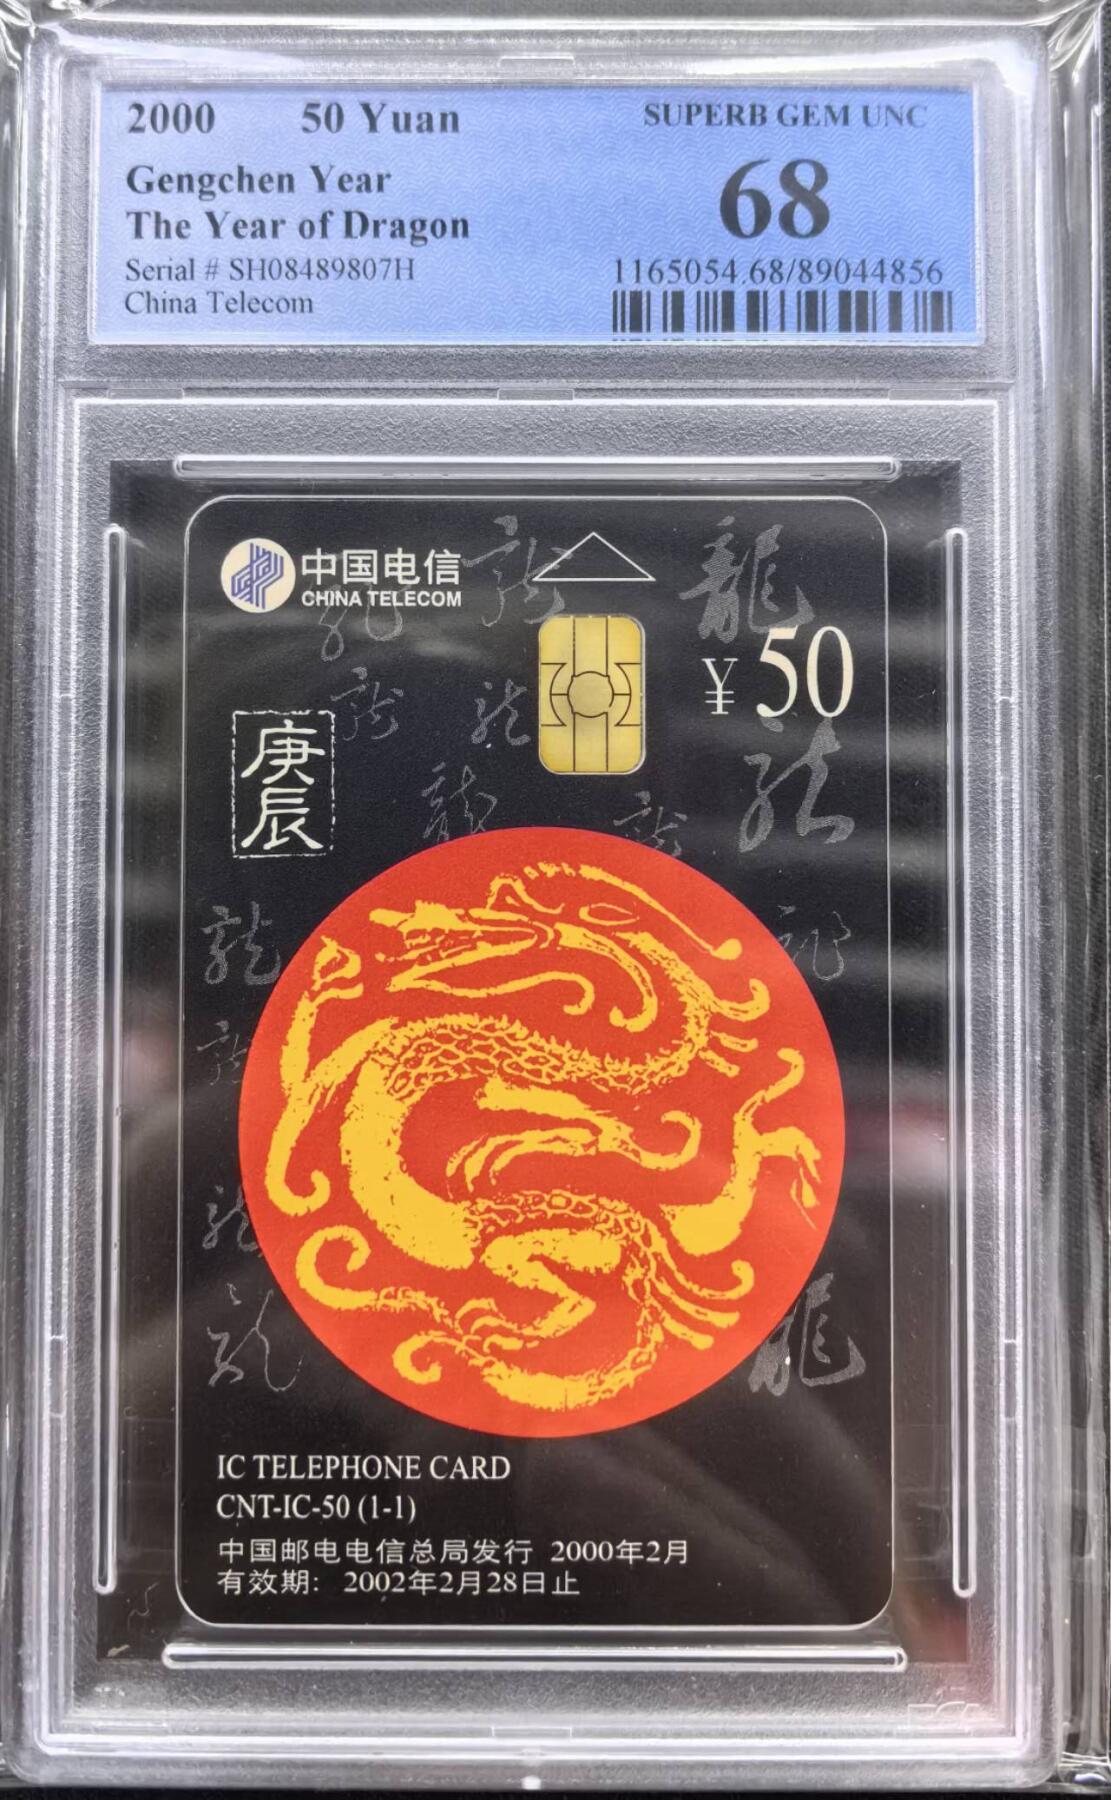 2000 50 Yuan
SUPERB GEM UNC
Gengchen Year
68
The Year of Dragon
Serial # SH08489807H
1165054.68/89044856
China Telecom
中国电信
CHINA TELECOM
¥50
庚辰
龍
IC TELEPHONE CARD
CNT-IC-50 (1-1)
中国邮电电信总局发行 2000年2月
有效期: 2002年2月28日止